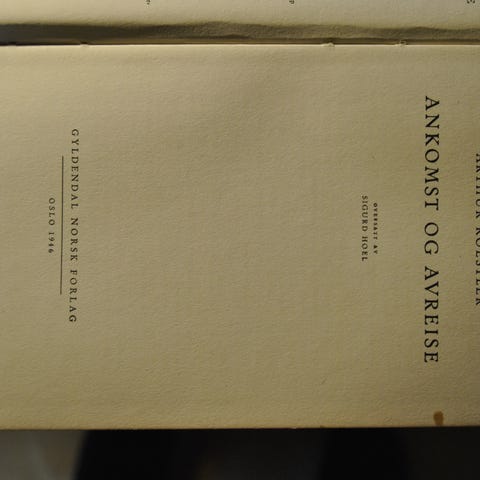 ARTHUR KOESTLER
ANKOMST OG AVREISE
OVERSATT AV
SIGURD HOEL
GYLDENDAL NORSK FORLAG
OSLO 1946